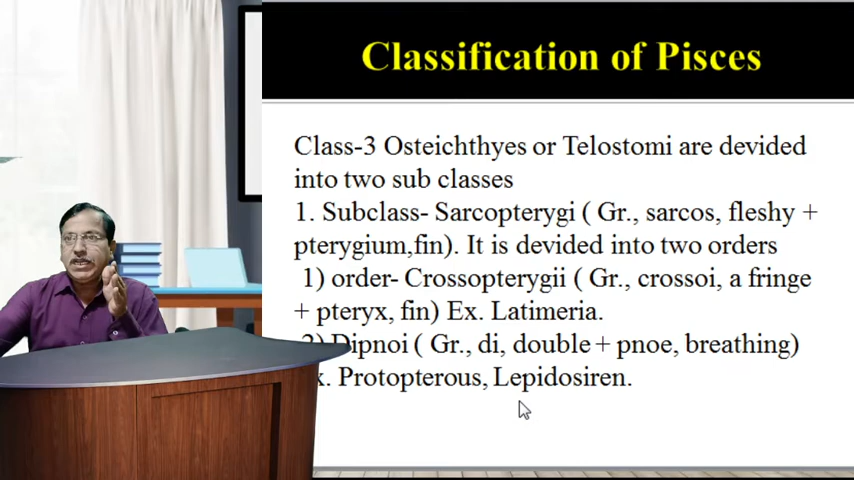 Classification of Pisces
Class-3 Osteichthyes or Telostomi are devided
into two sub classes
1. Subclass- Sarcopterygi ( Gr., sarcos, fleshy +
pterygium,fin). It is devided into two orders
1) order- Crossopterygii ( Gr., crossoi, a fringe
+ pteryx, fin) Ex. Latimeria.
2) Dipnoi ( Gr., di, double + pnoe, breathing)
x. Protopterous, Lepidosiren.